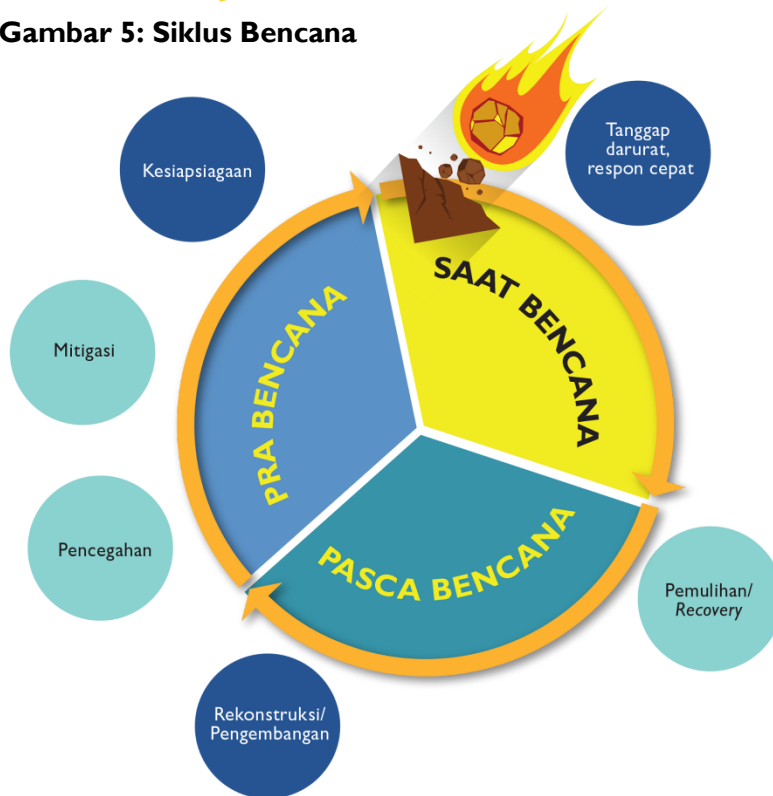 Gambar 5: Siklus Bencana
Tanggap
darurat,
respon cepat
Kesiapsiagaan
SAAT BENCANA
PRA BENCANA
Mitigasi
Pencegahan
PASCA BENCANA
Pemulihan/
Recovery
Rekonstruksi/
Pengembangan